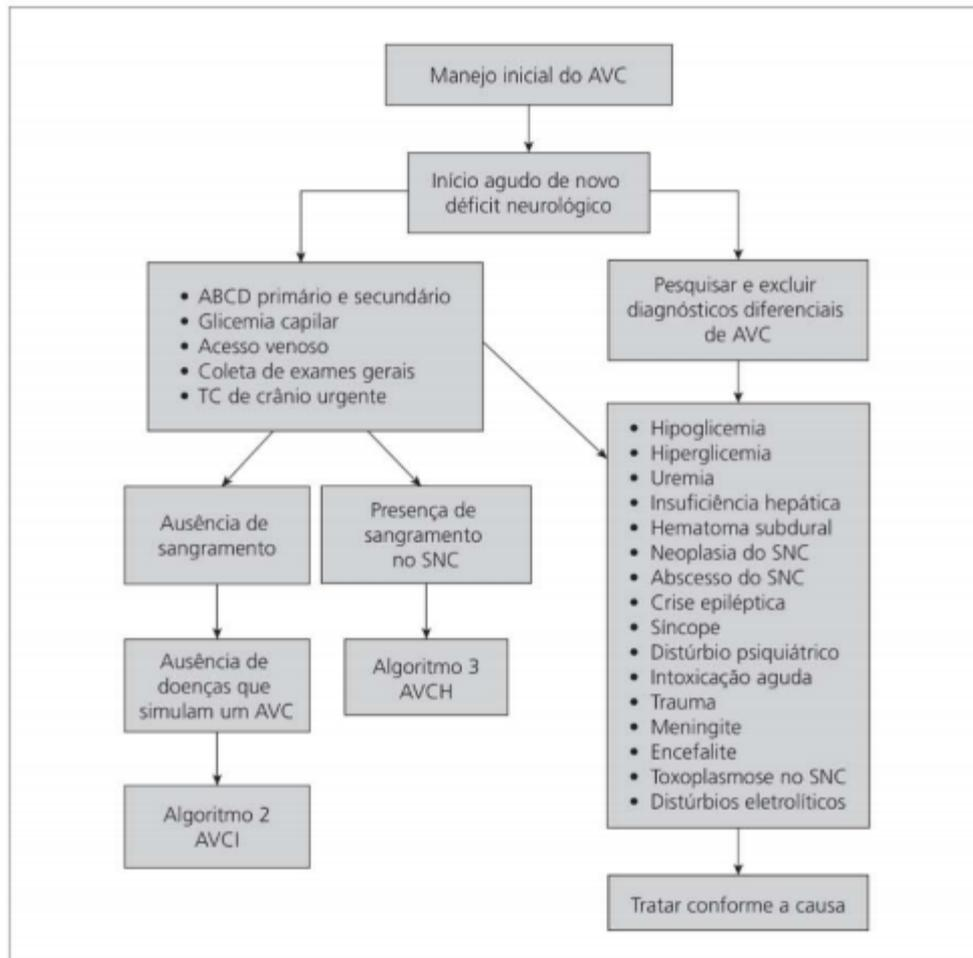 Manejo inicial do AVC
Início agudo de novo
déficit neurológico
• ABCD primário e secundário
• Glicemia capilar
• Acesso venoso
• Coleta de exames gerais
• TC de crânio urgente
Pesquisar e excluir
diagnósticos diferenciais
de AVC
Ausência de
sangramento
Presença de
sangramento
no SNC
• Hipoglicemia
• Hiperglicemia
• Uremia
• Insuficiência hepática
• Hematoma subdural
• Neoplasia do SNC
• Abscesso do SNC
• Crise epiléptica
• Síncope
• Distúrbio psiquiátrico
• Intoxicação aguda
• Trauma
• Meningite
• Encefalite
• Toxoplasmose no SNC
• Distúrbios eletrolíticos
Ausência de
doenças que
simulam um AVC
Algoritmo 3
AVCH
Algoritmo 2
AVCI
Tratar conforme a causa